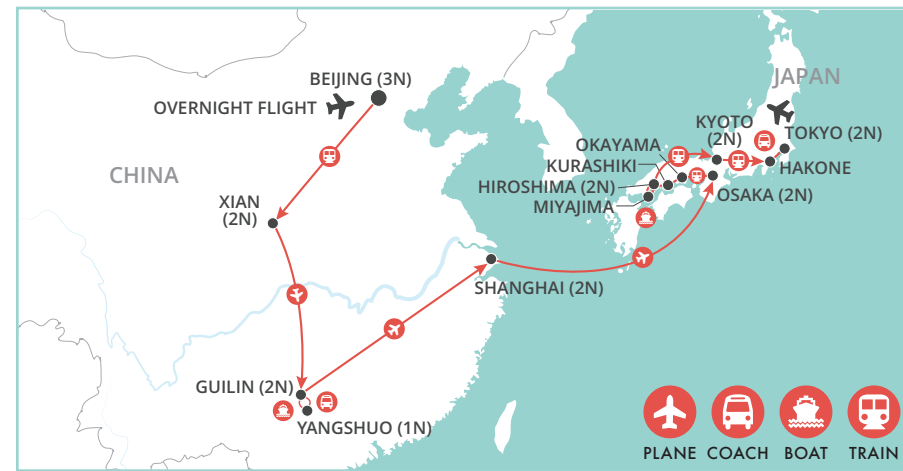 BEIJING (3N)
OVERNIGHT FLIGHT
CHINA
XIAN
(2N)
GUILIN (2N)
YANGSHUO (1N)
SHANGHAI (2N)
JAPAN
KYOTO
(2N)
TOKYO (2N)
OKAYAMA
KURASHIKI
HAKONE
HIROSHIMA (2N)
OSAKA (2N)
MIYAJIMA
PLANE COACH BOAT TRAIN